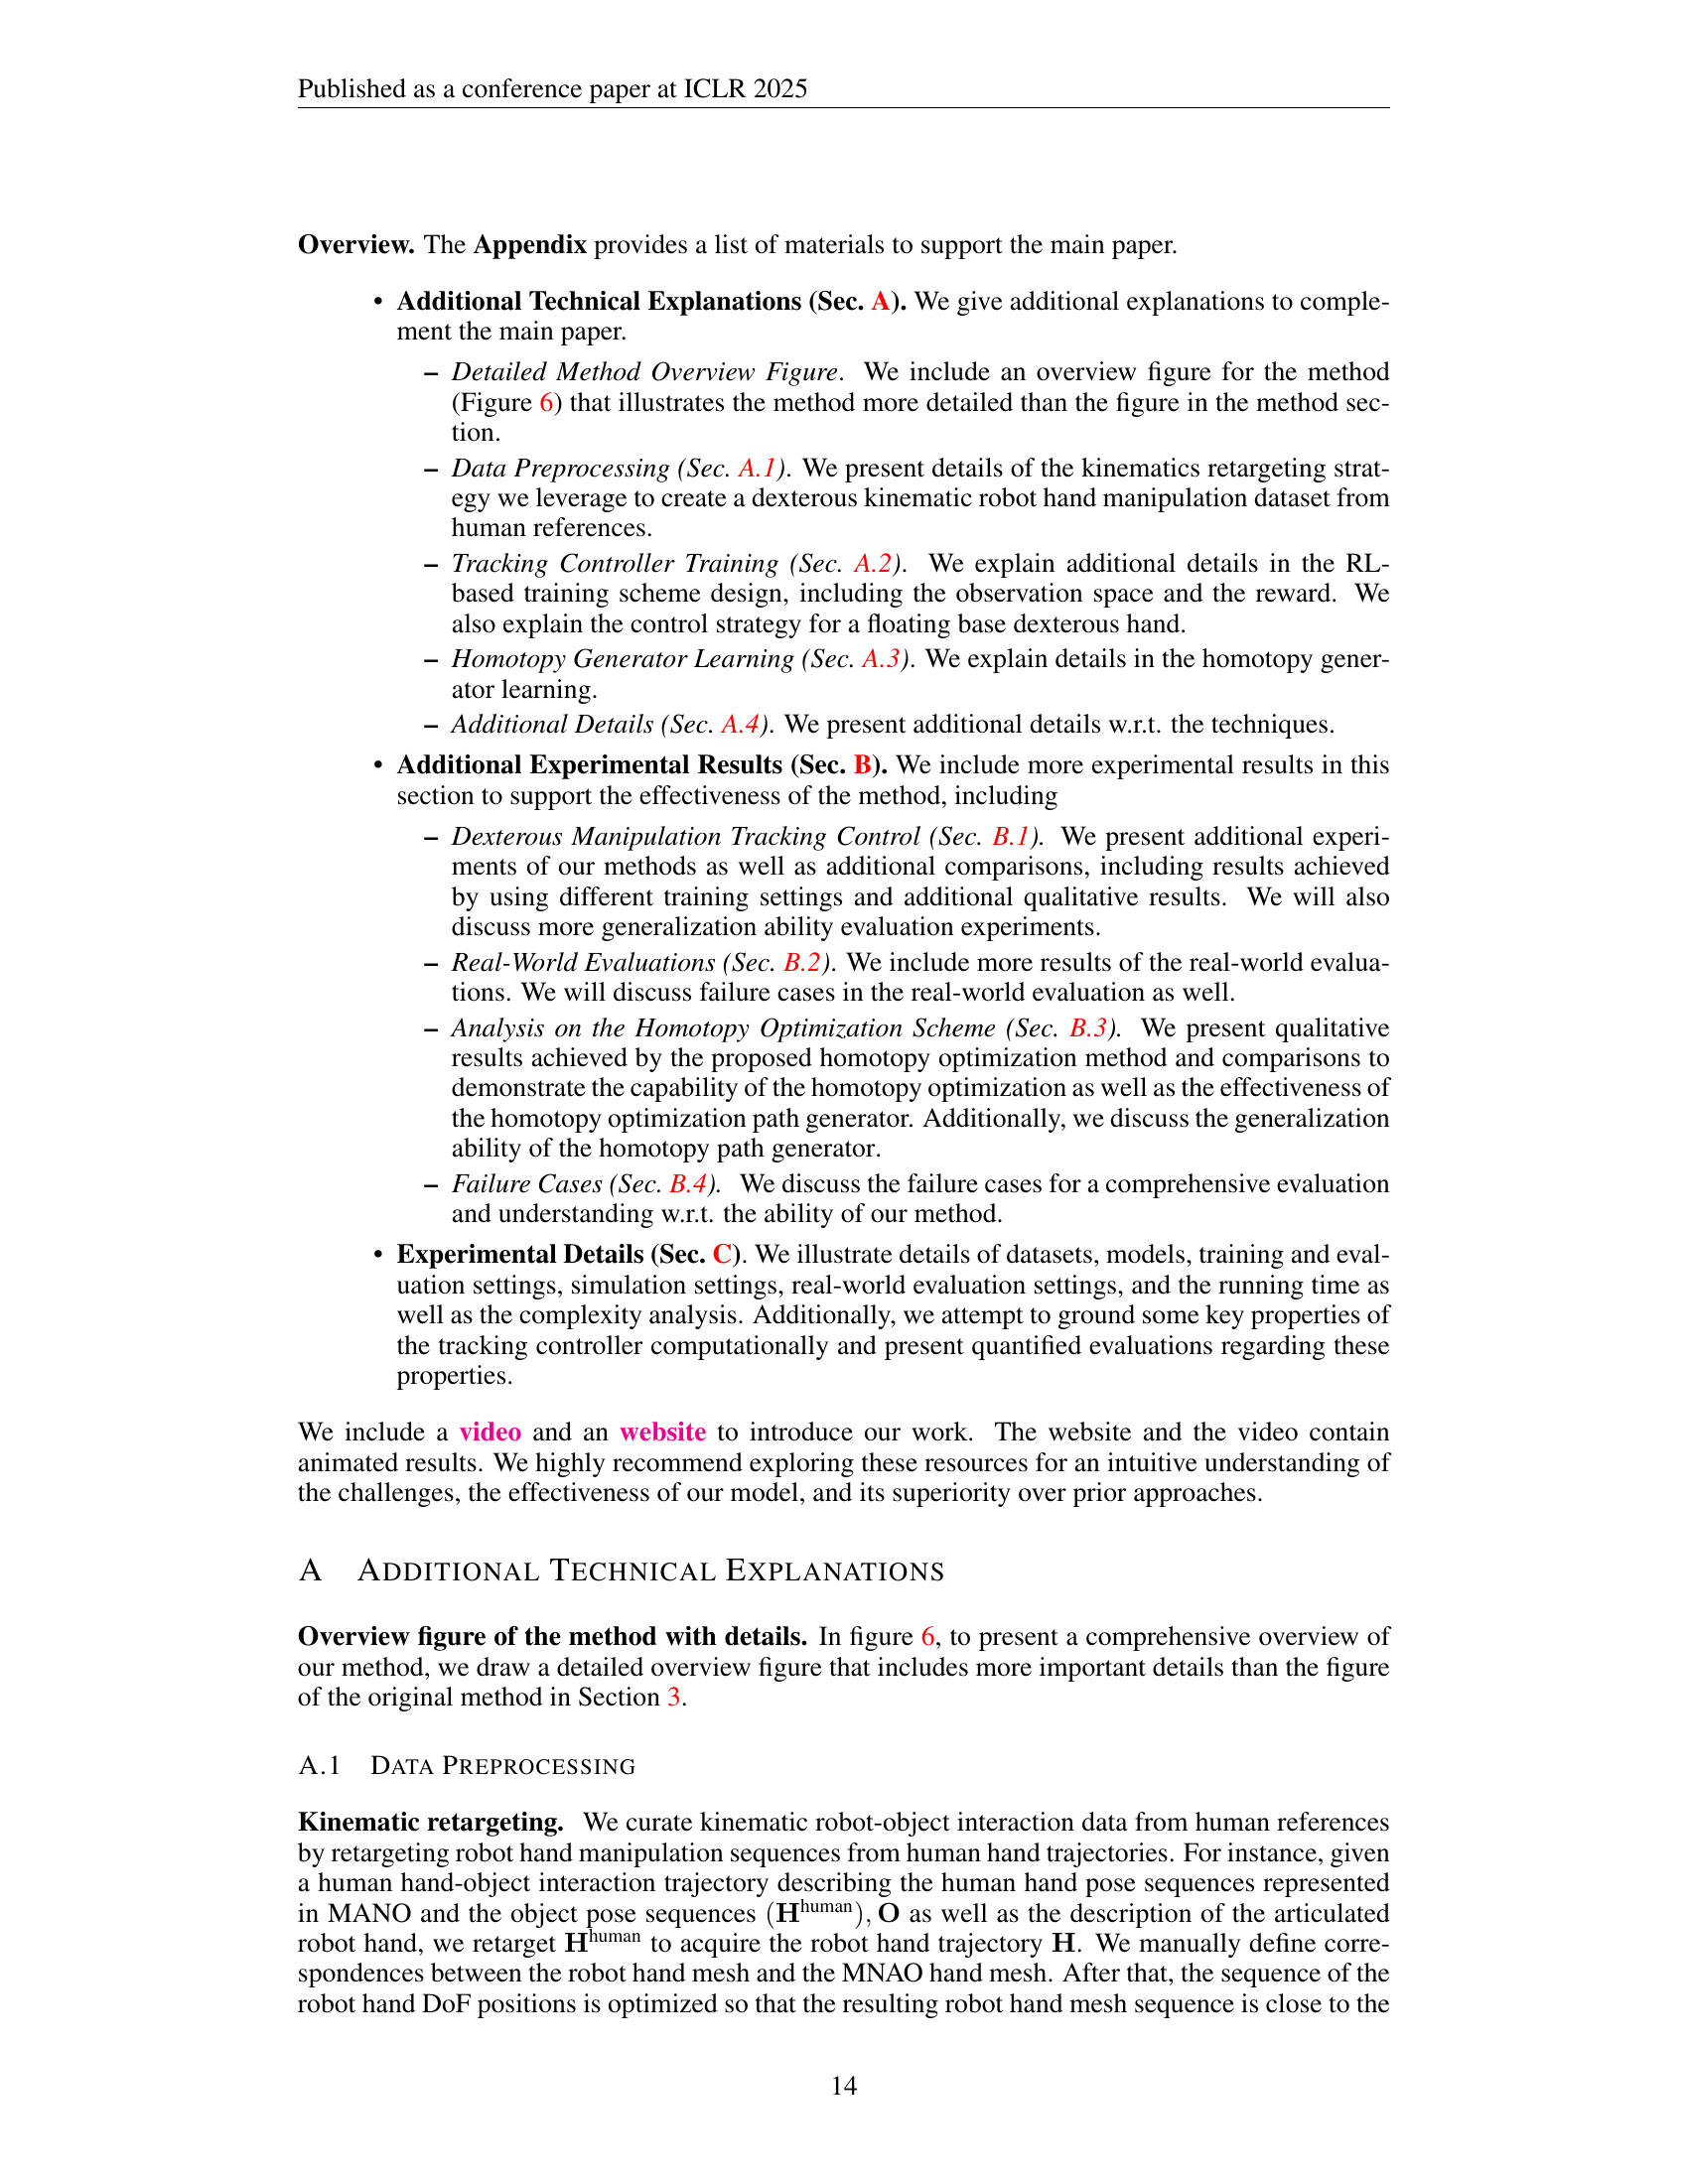 Published as a conference paper at ICLR 2025
Overview. The Appendix provides a list of materials to support the main paper.
• Additional Technical Explanations (Sec. A). We give additional explanations to comple-
ment the main paper.
– Detailed Method Overview Figure. We include an overview figure for the method
(Figure 6) that illustrates the method more detailed than the figure in the method sec-
tion.
– Data Preprocessing (Sec. A.1). We present details of the kinematics retargeting strat-
egy we leverage to create a dexterous kinematic robot hand manipulation dataset from
human references.
– Tracking Controller Training (Sec. A.2). We explain additional details in the RL-
based training scheme design, including the observation space and the reward. We
also explain the control strategy for a floating base dexterous hand.
– Homotopy Generator Learning (Sec. A.3). We explain details in the homotopy gener-
ator learning.
– Additional Details (Sec. A.4). We present additional details w.r.t. the techniques.
• Additional Experimental Results (Sec. B). We include more experimental results in this
section to support the effectiveness of the method, including
– Dexterous Manipulation Tracking Control (Sec. B.1). We present additional experi-
ments of our methods as well as additional comparisons, including results achieved
by using different training settings and additional qualitative results. We will also
discuss more generalization ability evaluation experiments.
– Real-World Evaluations (Sec. B.2). We include more results of the real-world evalua-
tions. We will discuss failure cases in the real-world evaluation as well.
– Analysis on the Homotopy Optimization Scheme (Sec. B.3). We present qualitative
results achieved by the proposed homotopy optimization method and comparisons to
demonstrate the capability of the homotopy optimization as well as the effectiveness of
the homotopy optimization path generator. Additionally, we discuss the generalization
ability of the homotopy path generator.
– Failure Cases (Sec. B.4). We discuss the failure cases for a comprehensive evaluation
and understanding w.r.t. the ability of our method.
• Experimental Details (Sec. C). We illustrate details of datasets, models, training and eval-
uation settings, simulation settings, real-world evaluation settings, and the running time as
well as the complexity analysis. Additionally, we attempt to ground some key properties of
the tracking controller computationally and present quantified evaluations regarding these
properties.
We include a video and an website to introduce our work. The website and the video contain
animated results. We highly recommend exploring these resources for an intuitive understanding of
the challenges, the effectiveness of our model, and its superiority over prior approaches.
A ADDITIONAL TECHNICAL EXPLANATIONS
Overview figure of the method with details. In figure 6, to present a comprehensive overview of
our method, we draw a detailed overview figure that includes more important details than the figure
of the original method in Section 3.
A.1 DATA PREPROCESSING
Kinematic retargeting. We curate kinematic robot-object interaction data from human references
by retargeting robot hand manipulation sequences from human hand trajectories. For instance, given
a human hand-object interaction trajectory describing the human hand pose sequences represented
in MANO and the object pose sequences (H^human), O as well as the description of the articulated
robot hand, we retarget H^human to acquire the robot hand trajectory H. We manually define corre-
spondences between the robot hand mesh and the MNAO hand mesh. After that, the sequence of the
robot hand DoF positions is optimized so that the resulting robot hand mesh sequence is close to the
14